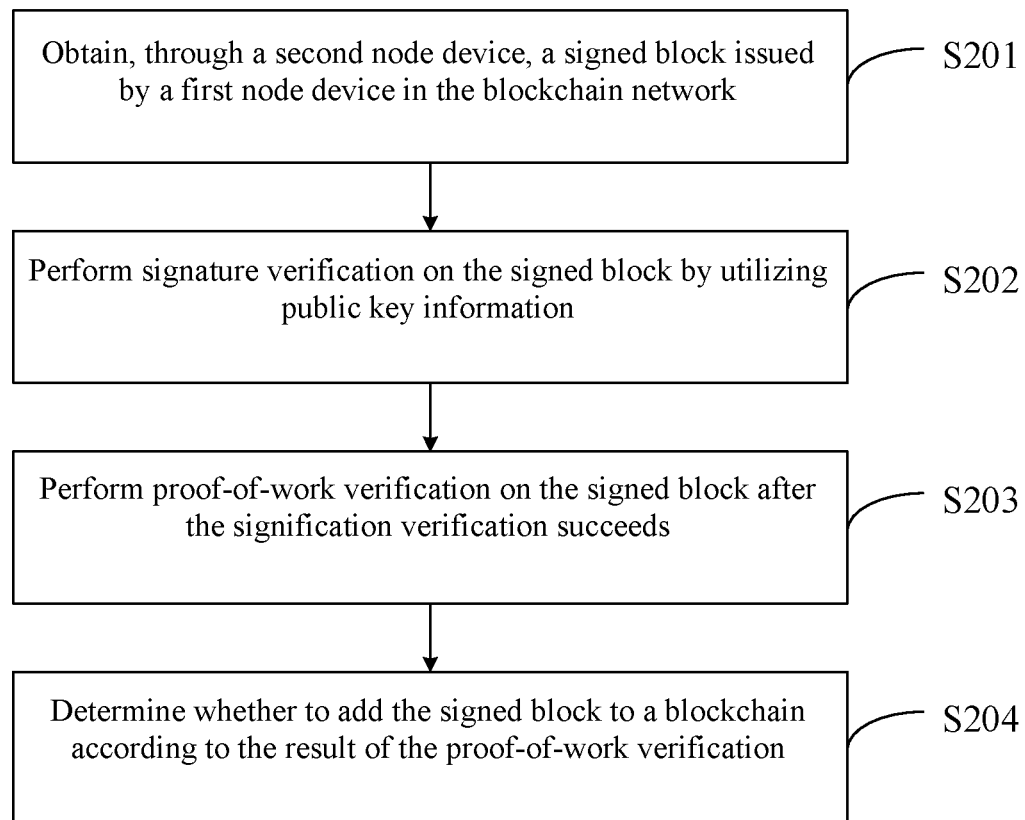 Obtain, through a second node device, a signed block issued
by a first node device in the blockchain network
S201
Perform signature verification on the signed block by utilizing
public key information
S202
Perform proof-of-work verification on the signed block after
the signification verification succeeds
S203
Determine whether to add the signed block to a blockchain
according to the result of the proof-of-work verification
S204